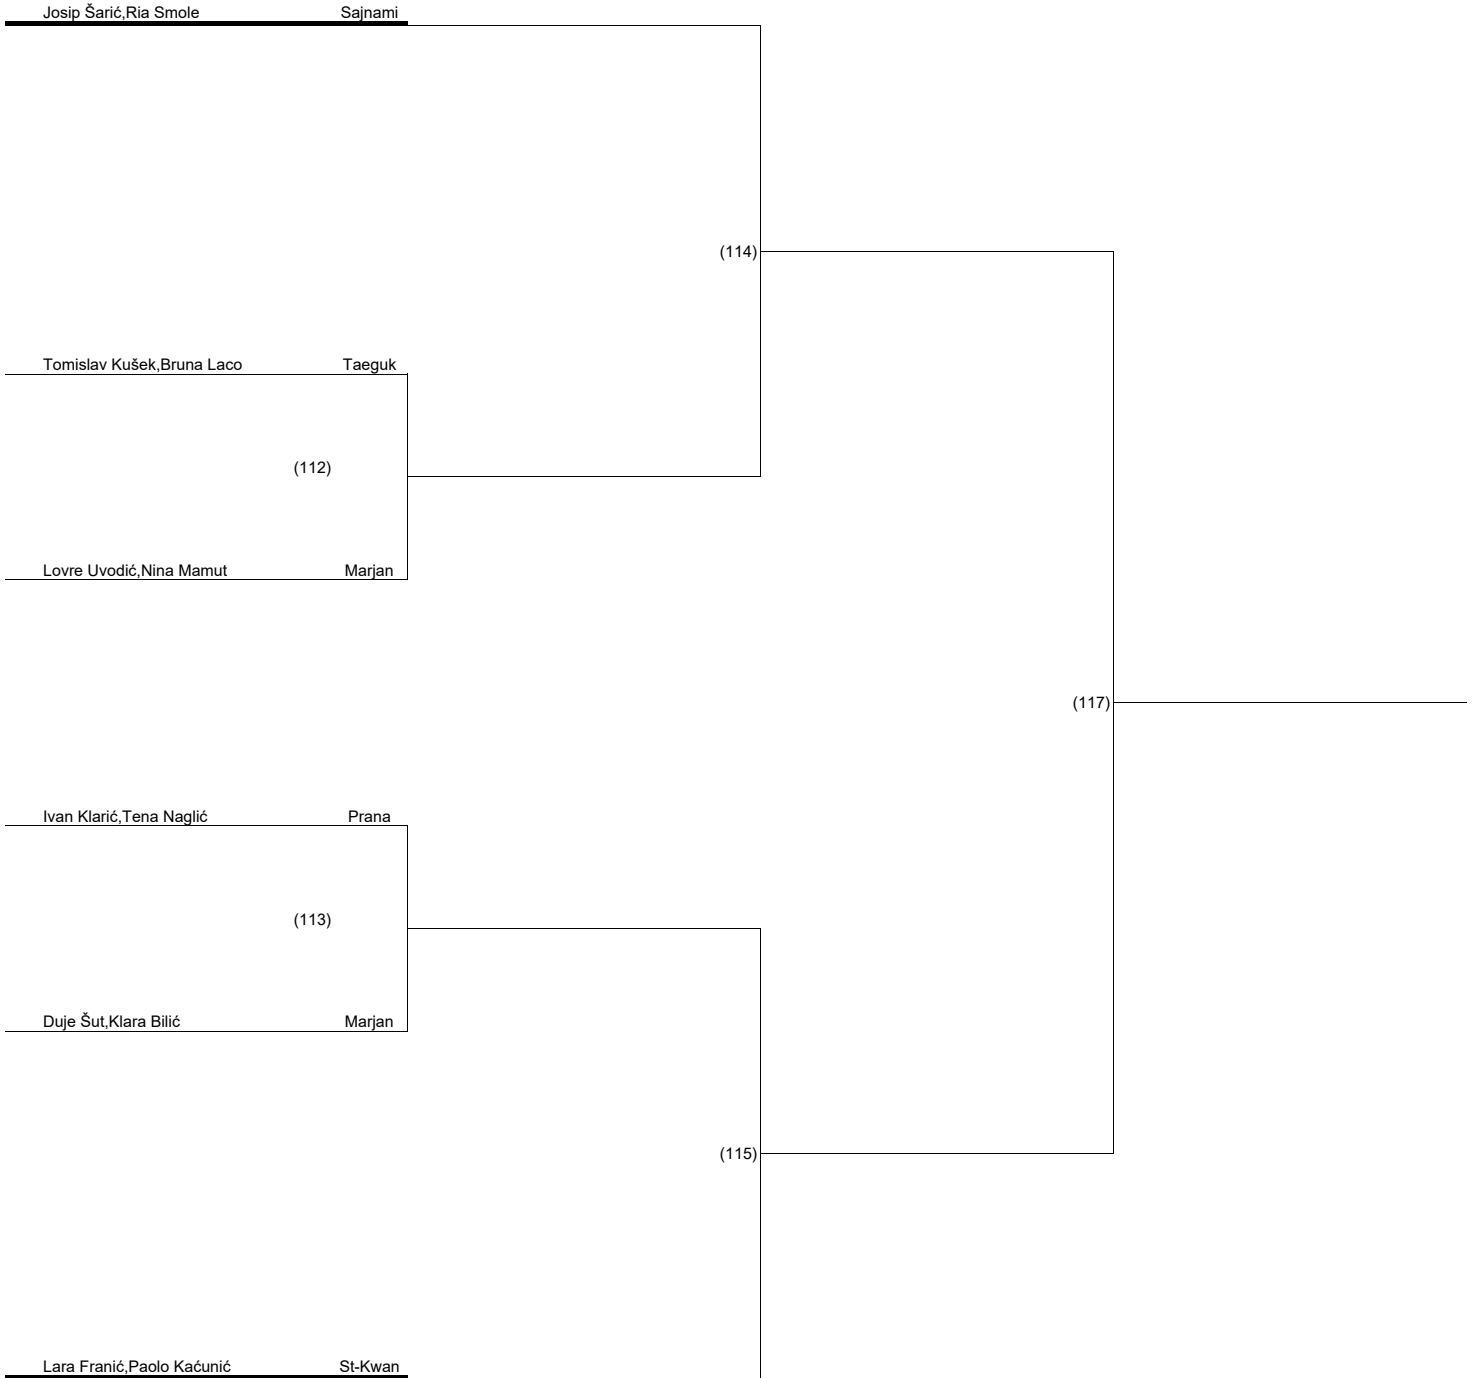 Josip Šarić,Ria Smole Sajnami
(114)
Tomislav Kušek,Bruna Laco Taeguk
(112)
Lovre Uvodić,Nina Mamut Marjan
(117)
Ivan Klarić,Tena Naglić Prana
(113)
Duje Šut,Klara Bilić Marjan
(115)
Lara Franić,Paolo Kaćunić St-Kwan